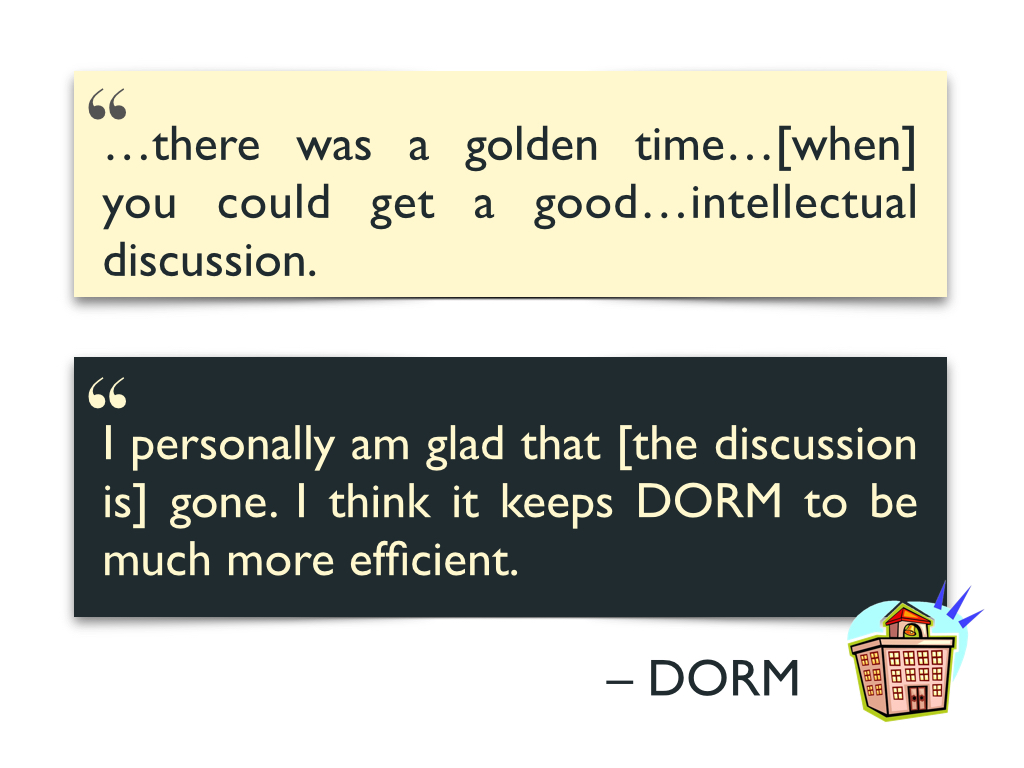 “
…there was a golden time…[when]
you could get a good…intellectual
discussion.
“
I personally am glad that [the discussion
is] gone. I think it keeps DORM to be
much more efficient.
– DORM